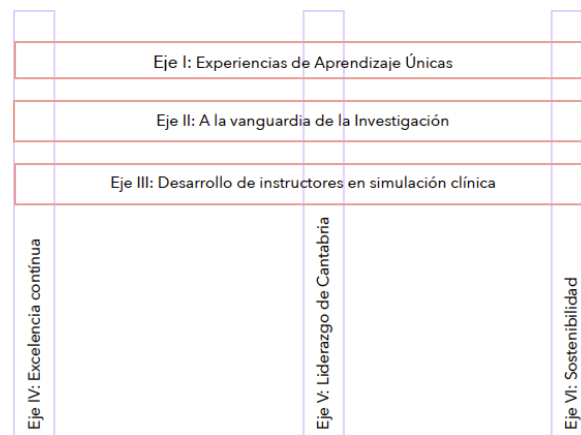 Eje I: Experiencias de Aprendizaje Únicas
Eje II: A la vanguardia de la Investigación
Eje III: Desarrollo de instructores en simulación clínica
Eje IV: Excelencia contínua
Eje V: Liderazgo de Cantabria
Eje VI: Sostenibilidad